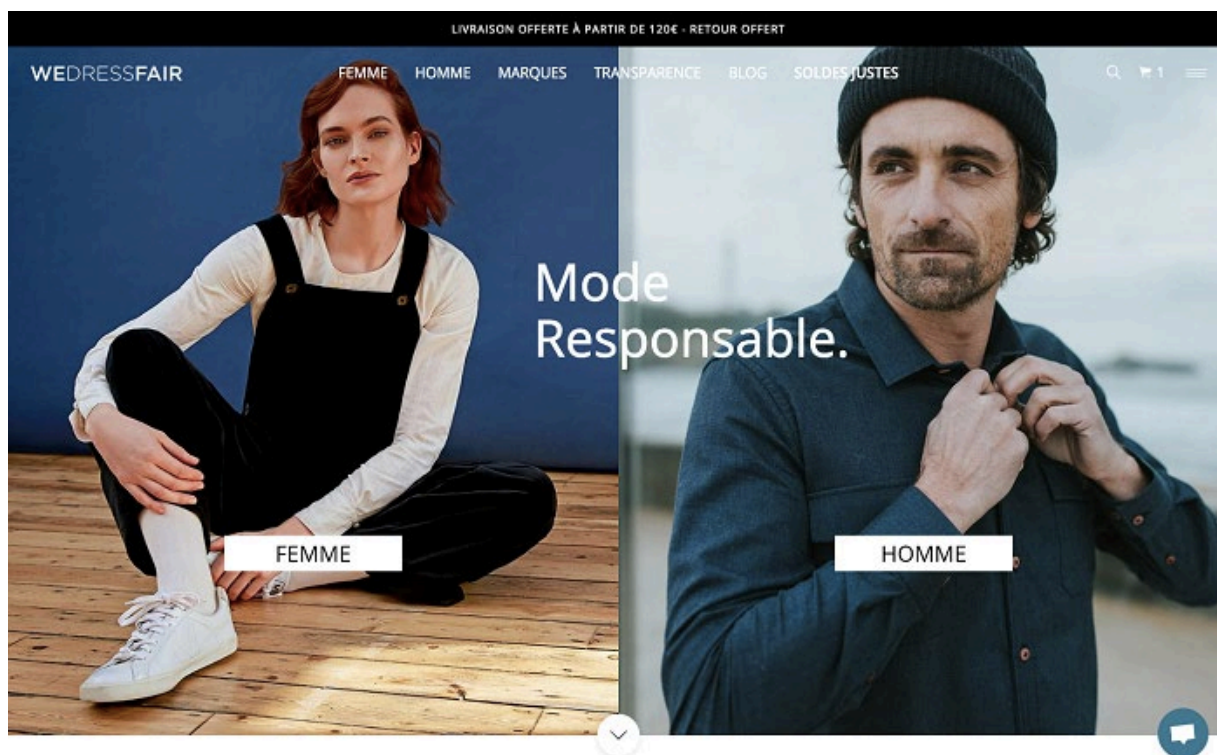 LIVRAISON OFFERTE À PARTIR DE 120€ - RETOUR OFFERT
WEDRESSFAIR FEMME HOMME MARQUES TRANSPARENCE BLOG SOLDES JUSTES 1
Mode
Responsable.
FEMME HOMME